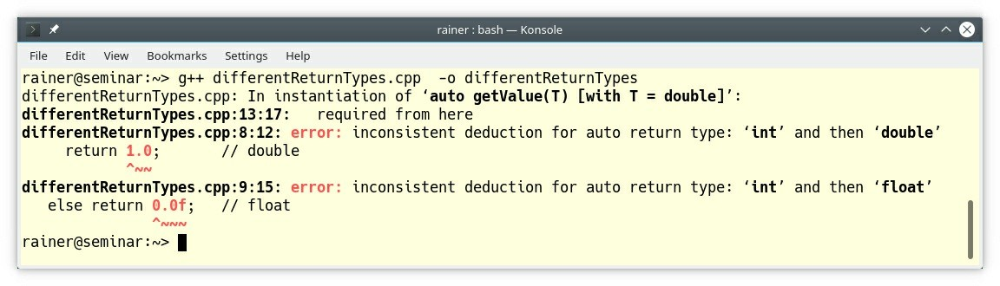 rainer : bash — Konsole
File Edit View Bookmarks Settings Help
rainer@seminar:~> g++ differentReturnTypes.cpp  -o differentReturnTypes
differentReturnTypes.cpp: In instantiation of ‘auto getValue(T) [with T = double]’:
differentReturnTypes.cpp:13:17:   required from here
differentReturnTypes.cpp:8:12: error: inconsistent deduction for auto return type: ‘int’ and then ‘double’
     return 1.0;       // double
            ^~~
differentReturnTypes.cpp:9:15: error: inconsistent deduction for auto return type: ‘int’ and then ‘float’
   else return 0.0f;   // float
               ^~~~
rainer@seminar:~>